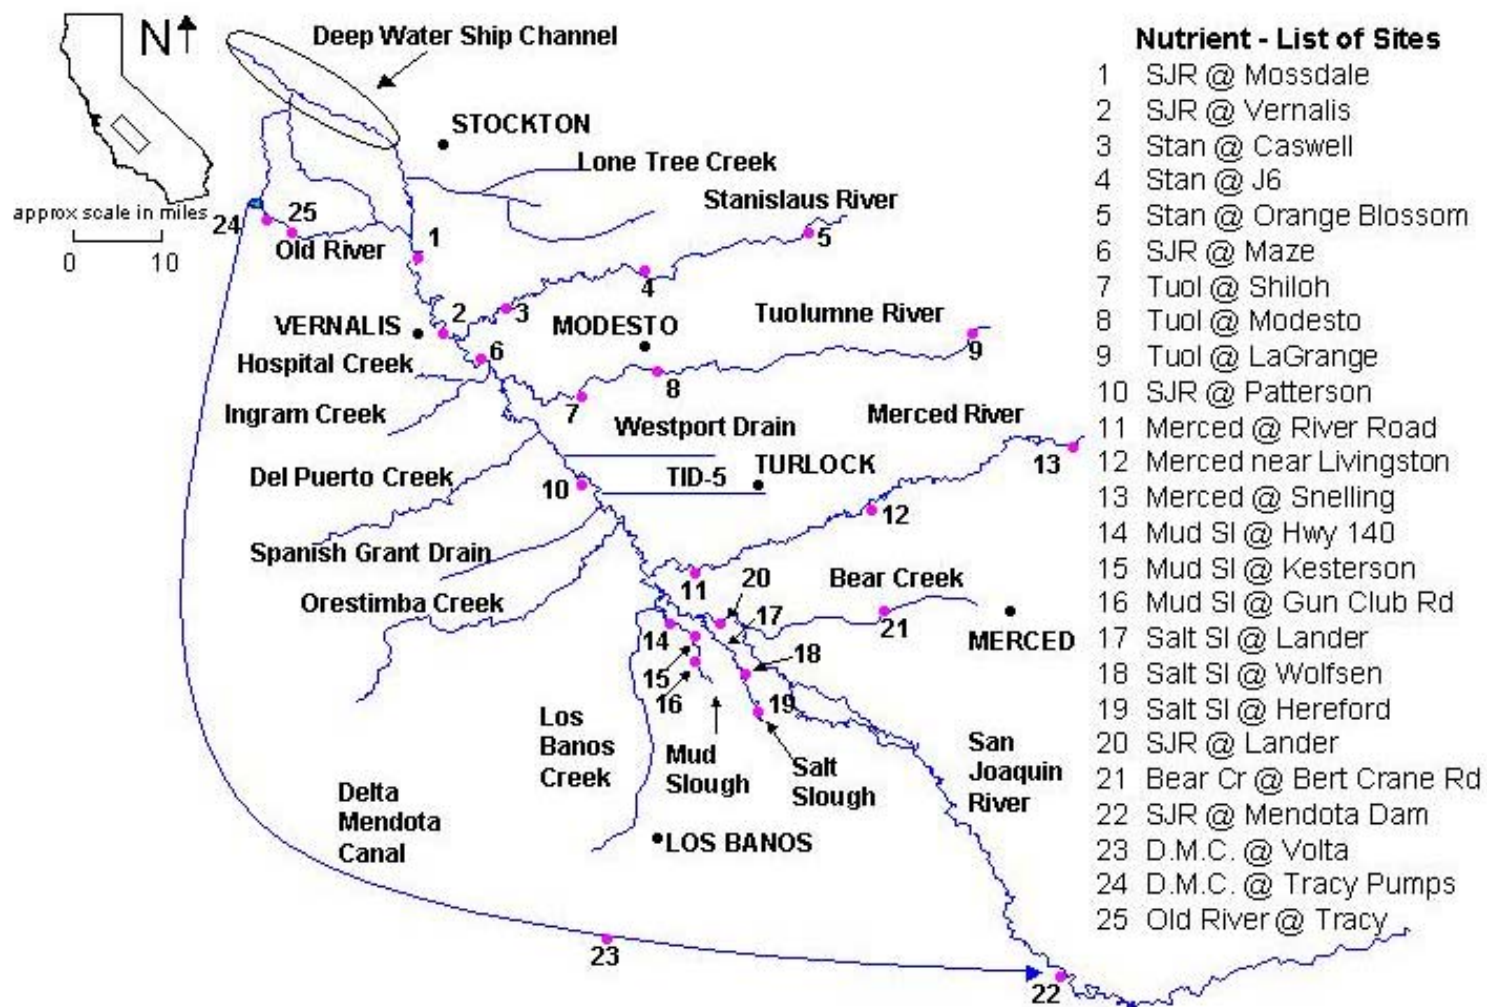 N
Deep Water Ship Channel
STOCKTON
Lone Tree Creek
Stanislaus River
approx scale in miles
0 10
24
25
Old River
1
5
4
3
2
VERNALIS
MODESTO
Tuolumne River
6
9
Hospital Creek
8
7
Ingram Creek
Westport Drain
Merced River
Del Puerto Creek
TID-5
TURLOCK
13
10
12
Spanish Grant Drain
Orestimba Creek
11
20
Bear Creek
17
21
MERCED
14
15
16
18
19
Los
Banos
Creek
Mud
Slough
Salt
Slough
San
Joaquin
River
Delta
Mendota
Canal
LOS BANOS
23
22
Nutrient - List of Sites
1 SJR @ Mossdale
2 SJR @ Vernalis
3 Stan @ Caswell
4 Stan @ J6
5 Stan @ Orange Blossom
6 SJR @ Maze
7 Tuol @ Shiloh
8 Tuol @ Modesto
9 Tuol @ LaGrange
10 SJR @ Patterson
11 Merced @ River Road
12 Merced near Livingston
13 Merced @ Snelling
14 Mud Sl @ Hwy 140
15 Mud Sl @ Kesterson
16 Mud Sl @ Gun Club Rd
17 Salt Sl @ Lander
18 Salt Sl @ Wolfsen
19 Salt Sl @ Hereford
20 SJR @ Lander
21 Bear Cr @ Bert Crane Rd
22 SJR @ Mendota Dam
23 D.M.C. @ Volta
24 D.M.C. @ Tracy Pumps
25 Old River @ Tracy